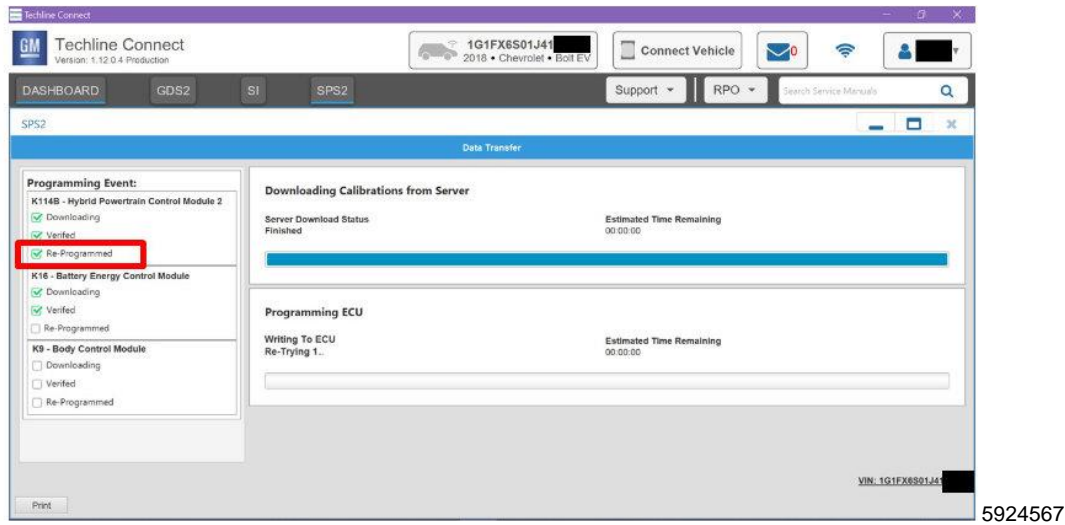 Techline Connect
GM
Techline Connect
Version: 1.12.0.4 Production
1G1FX6S01J41
2018 • Chevrolet • Bolt EV
Connect Vehicle
0
DASHBOARD GDS2 SI SPS2
Support RPO Search Service Manuals
SPS2
Data Transfer
Programming Event:
K114B - Hybrid Powertrain Control Module 2
Downloading
Verifed
Re-Programmed
K16 - Battery Energy Control Module
Downloading
Verifed
Re-Programmed
K9 - Body Control Module
Downloading
Verifed
Re-Programmed
Downloading Calibrations from Server
Server Download Status Estimated Time Remaining
Finished 00:00:00
Programming ECU
Writing To ECU Estimated Time Remaining
Re-Trying 1.. 00:00:00
VIN: 1G1FX6S01J41
Print
5924567